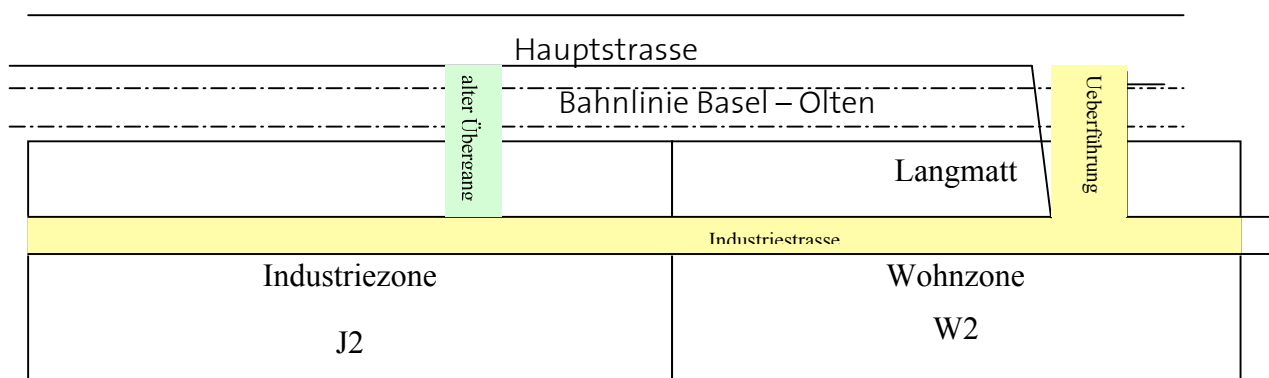 Hauptstrasse
alter Übergang
Ueberführung
Bahnlinie Basel – Olten
Langmatt
Industriestrasse
Industriezone
Wohnzone
J2
W2